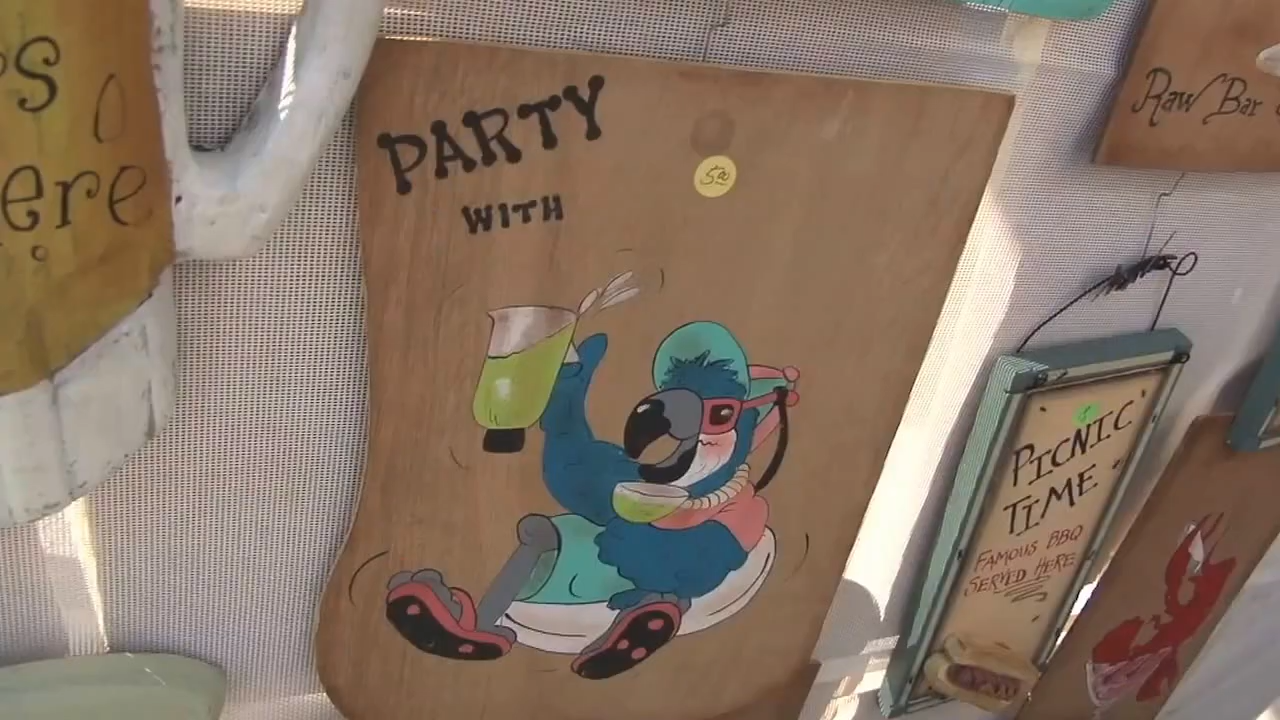 s
ere
PARTY
WITH
5.00
Raw Bar
PICNIC
TIME
FAMOUS BBQ
SERVED HERE